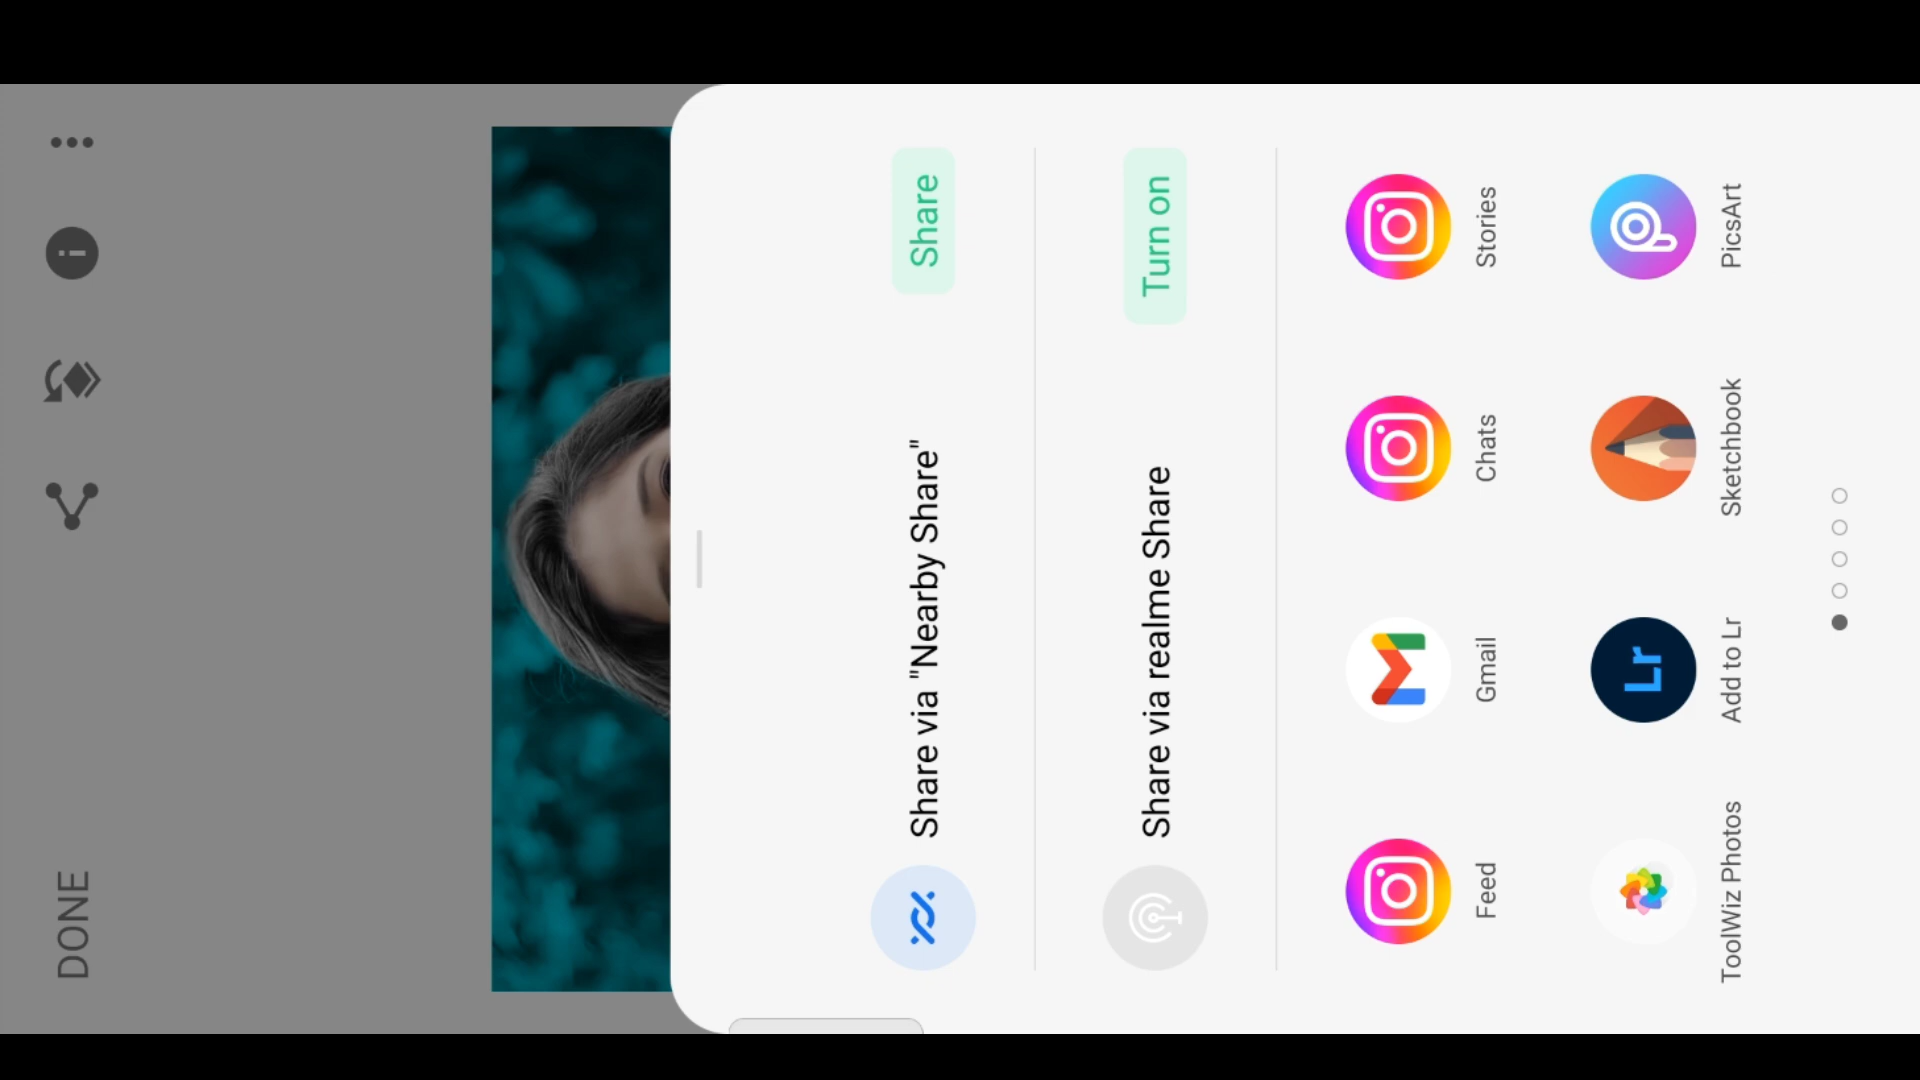 DONE
Share via "Nearby Share"
Share
Share via realme Share
Turn on
Feed
Gmail
Chats
Stories
Lr
ToolWiz Photos
Add to Lr
Sketchbook
PicsArt